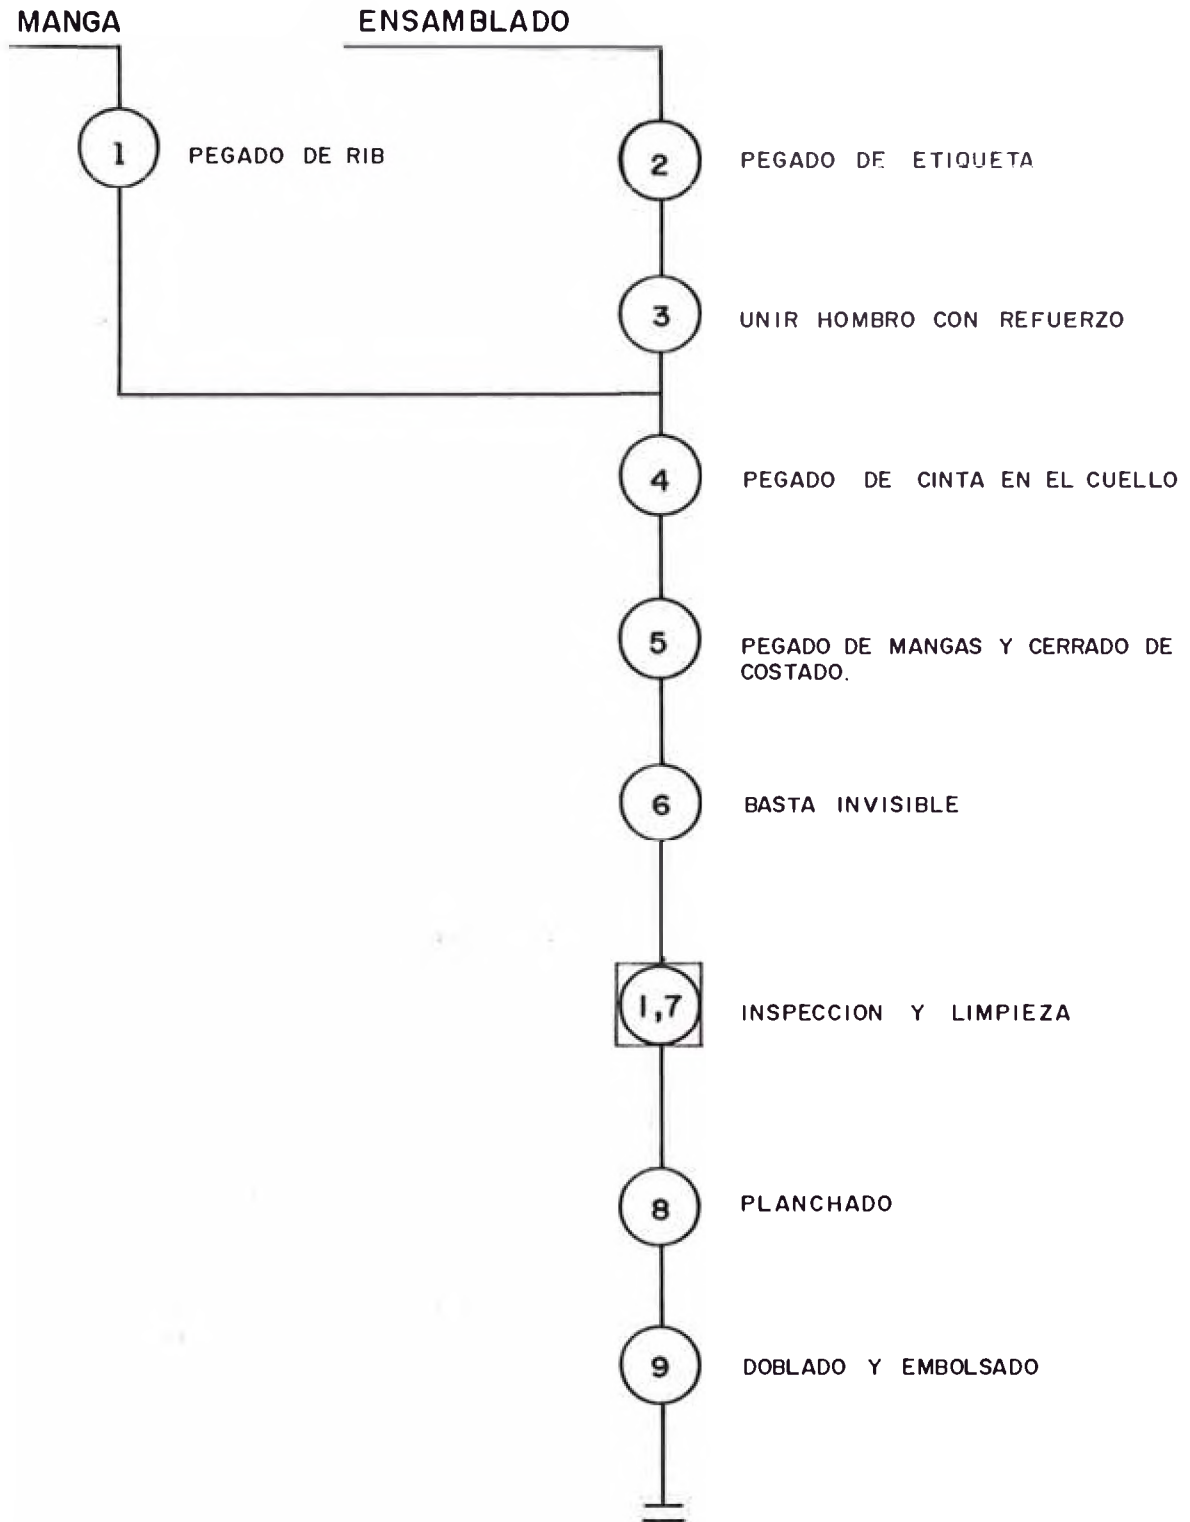 MANGA
ENSAMBLADO
1
PEGADO DE RIB
2
PEGADO DE ETIQUETA
3
UNIR HOMBRO CON REFUERZO
4
PEGADO DE CINTA EN EL CUELLO
5
PEGADO DE MANGAS Y CERRADO DE
COSTADO.
6
BASTA INVISIBLE
1,7
INSPECCION Y LIMPIEZA
8
PLANCHADO
9
DOBLADO Y EMBOLSADO